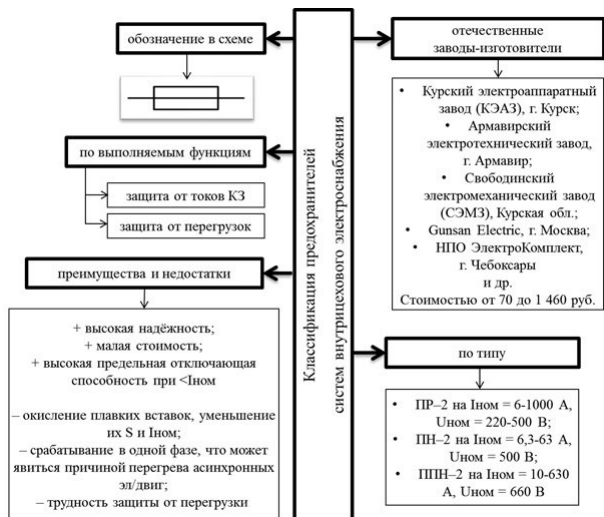 обозначение в схеме
по выполняемым функциям
защита от токов КЗ
защита от перегрузок
преимущества и недостатки
+ высокая надёжность;
+ малая стоимость;
+ высокая предельная отключающая
способность при <Iном
– окисление плавких вставок, уменьшение
их S и Iном;
– срабатывание в одной фазе, что может
явиться причиной перегрева асинхронных
эл/двиг;
– трудность защиты от перегрузки
Классификация предохранителей
систем внутрицехового электроснабжения
отечественные
заводы-изготовители
• Курский электроаппаратный
завод (КЭАЗ), г. Курск;
• Армавирский
электротехнический завод,
г. Армавир;
• Свободинский
электромеханический завод
(СЭМЗ), Курская обл.;
• Gunsan Electric, г. Москва;
• НПО ЭлектроКомплект,
г. Чебоксары
и др.
Стоимостью от 70 до 1 460 руб.
по типу
• ПР–2 на Iном = 6-1000 А,
Uном = 220-500 В;
• ПН–2 на Iном = 6,3-63 А,
Uном = 500 В;
• ППН–2 на Iном = 10-630
А, Uном = 660 В